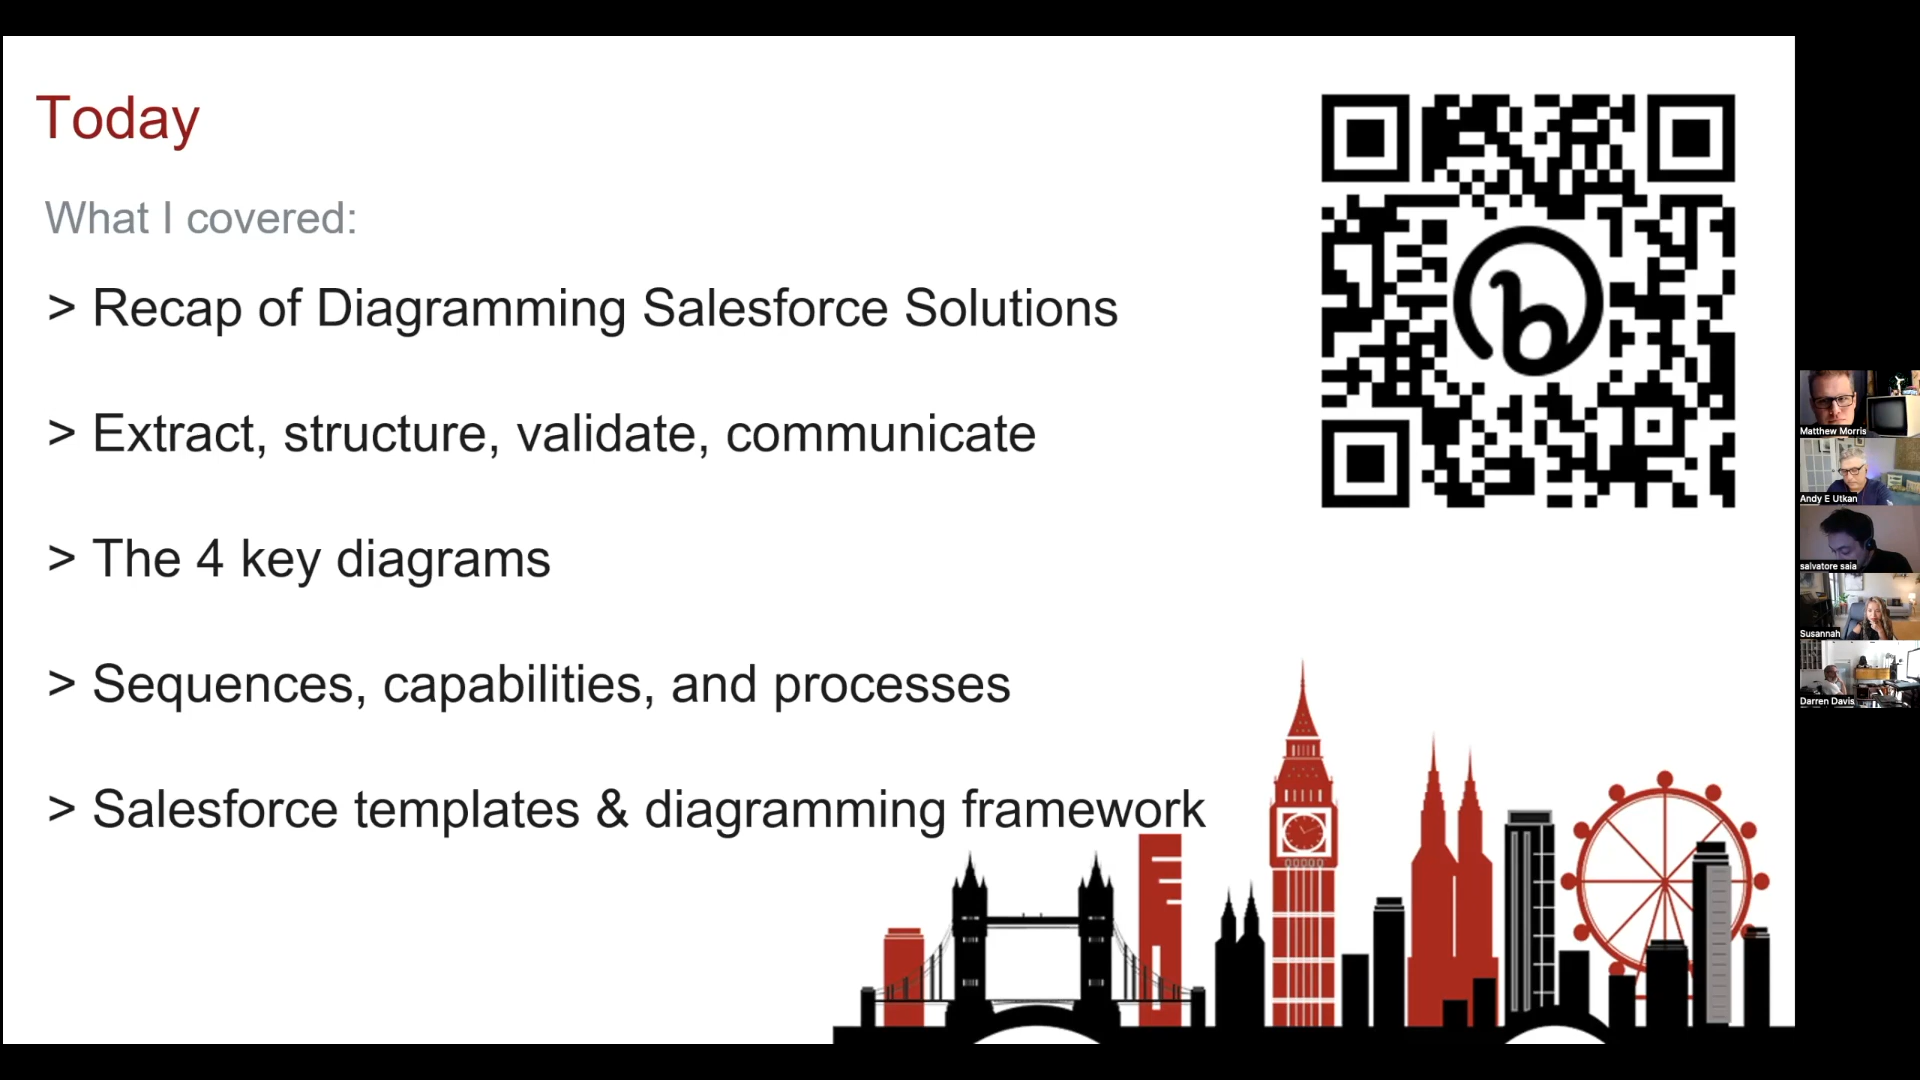 Today
What I covered:
> Recap of Diagramming Salesforce Solutions
> Extract, structure, validate, communicate
> The 4 key diagrams
> Sequences, capabilities, and processes
> Salesforce templates & diagramming framework
Matthew Morris
Andy E Utkan
salvatore saia
Susannah
Darren Davis